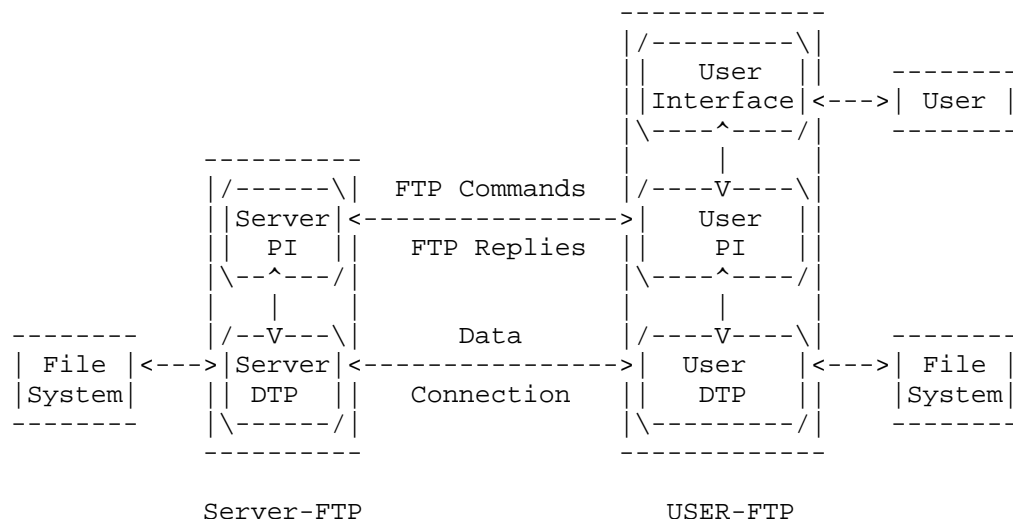 -------------
|/---------\|
||   User  ||    --------
||Interface|<--->| User |
|\----^----/|    --------
----------                |     |     |
|/------\|  FTP Commands  |/----V----\|
||Server|<---------------->|   User  ||
||  PI  ||   FTP Replies  ||    PI   ||
|\--^---/|                |\----^----/|
|   |    |                |     |     |
--------    |/--V---\|      Data      |/----V----\|    --------
| File |<--->|Server|<---------------->|  User   |<--->| File |
|System|    || DTP  ||   Connection   ||   DTP   ||    |System|
--------    |\------/|                |\---------/|    --------
----------                -------------
Server-FTP                   USER-FTP